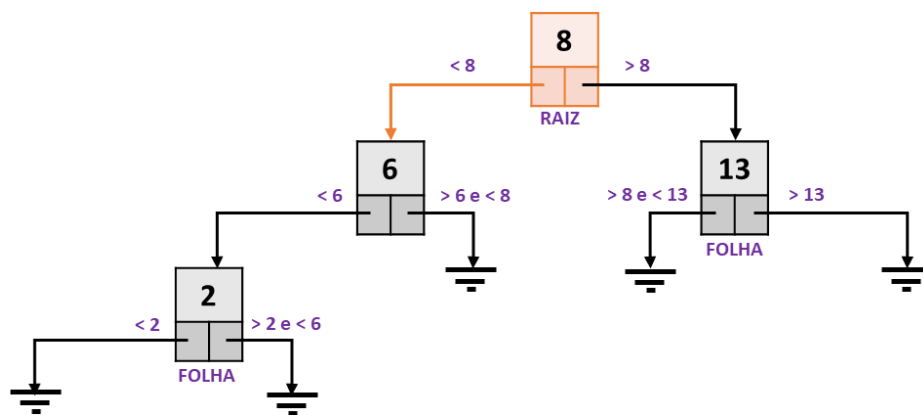 8
< 8
> 8
RAIZ
6
13
< 6
> 6 e < 8
> 8 e < 13
> 13
FOLHA
2
< 2
> 2 e < 6
FOLHA